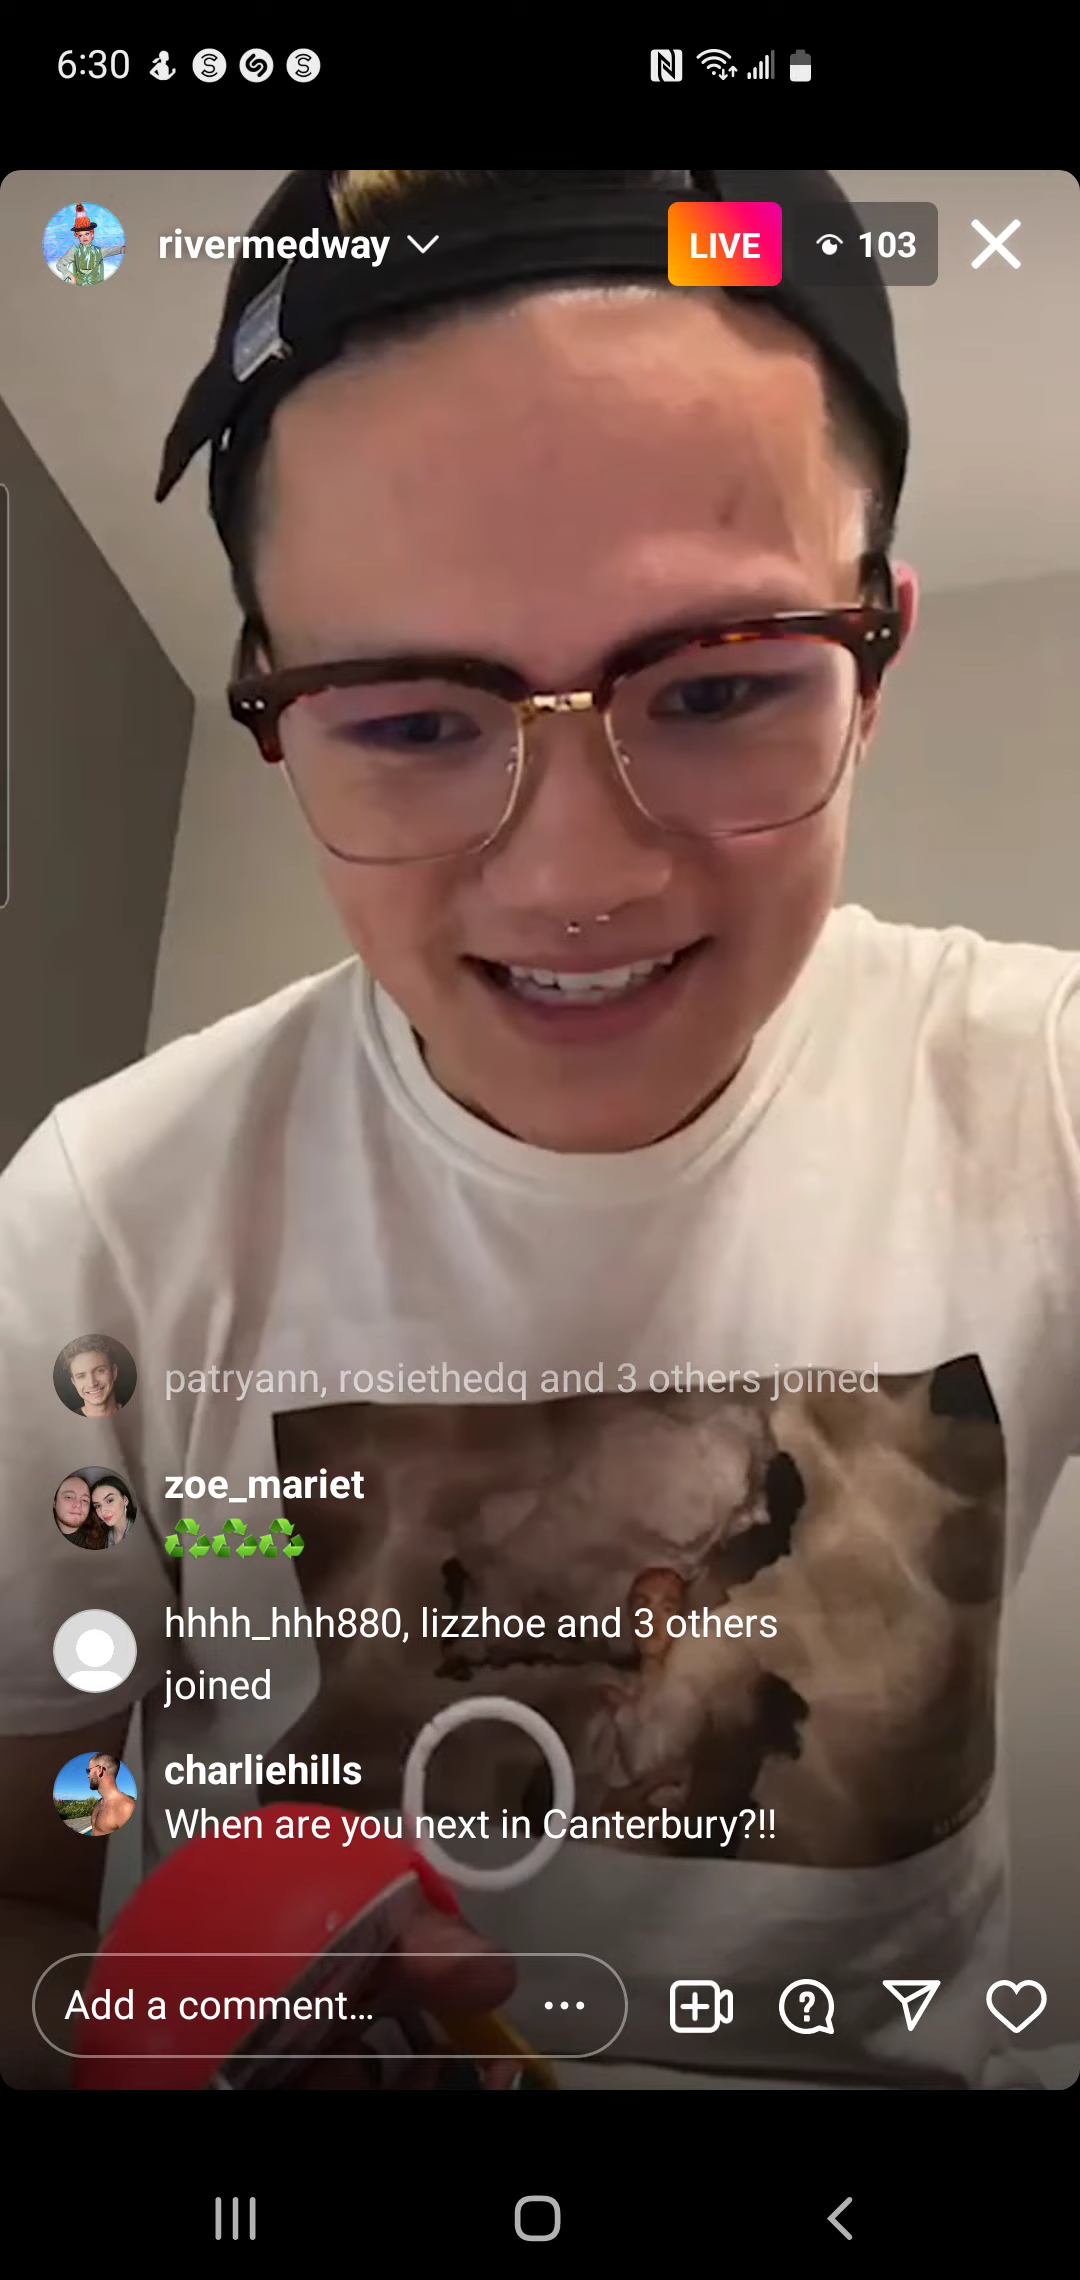 6:30
rivermedway
LIVE
103
patryann, rosiethedq and 3 others joined
zoe_mariet
♻️♻️♻️
hhhh_hhh880, lizzhoe and 3 others
joined
charliehills
When are you next in Canterbury?!!
Add a comment...